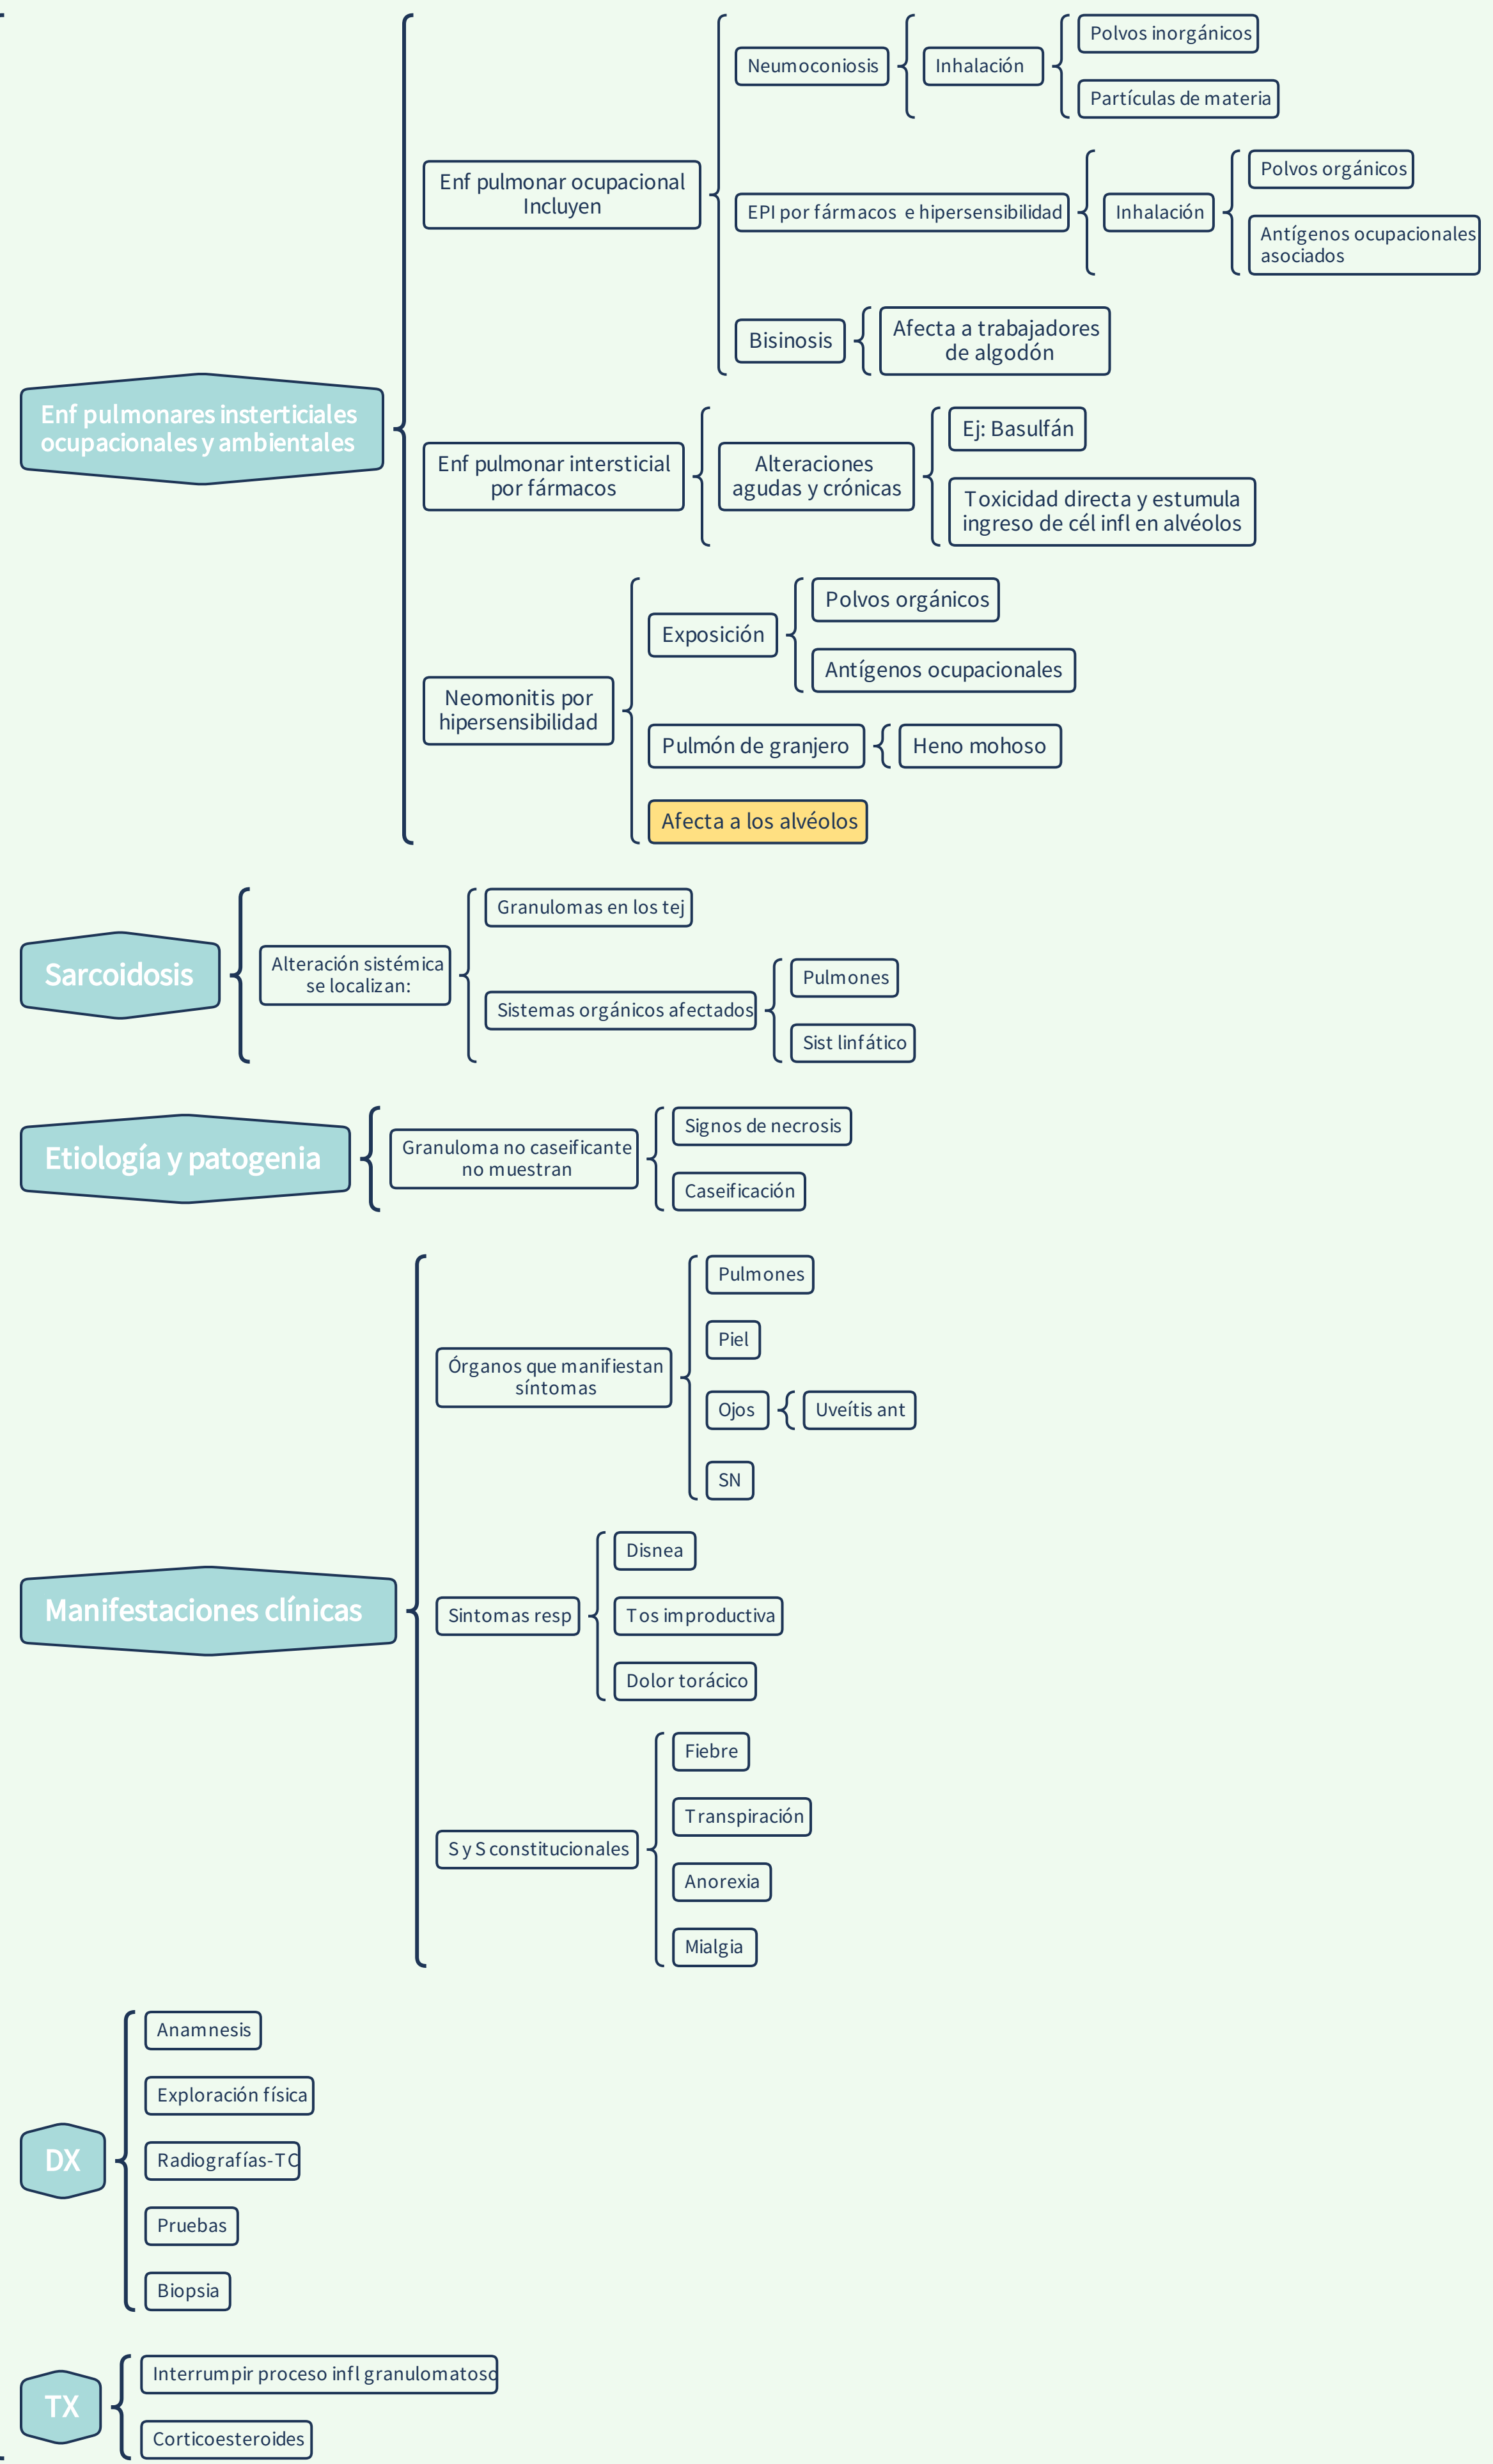 Enf pulmonares insterticiales
ocupacionales y ambientales
Enf pulmonar ocupacional
Incluyen
Neumoconiosis
Inhalación
Polvos inorgánicos
Partículas de materia
EPI por fármacos e hipersensibilidad
Inhalación
Polvos orgánicos
Antígenos ocupacionales
asociados
Bisinosis
Afecta a trabajadores
de algodón
Enf pulmonar intersticial
por fármacos
Alteraciones
agudas y crónicas
Ej: Basulfán
Toxicidad directa y estumula
ingreso de cél infl en alvéolos
Neomonitis por
hipersensibilidad
Exposición
Polvos orgánicos
Antígenos ocupacionales
Pulmón de granjero
Heno mohoso
Afecta a los alvéolos
Sarcoidosis
Alteración sistémica
se localizan:
Granulomas en los tej
Sistemas orgánicos afectados
Pulmones
Sist linfático
Etiología y patogenia
Granuloma no caseificante
no muestran
Signos de necrosis
Caseificación
Manifestaciones clínicas
Órganos que manifiestan
síntomas
Pulmones
Piel
Ojos
Uveítis ant
SN
Sintomas resp
Disnea
Tos improductiva
Dolor torácico
S y S constitucionales
Fiebre
Transpiración
Anorexia
Mialgia
DX
Anamnesis
Exploración física
Radiografías-TC
Pruebas
Biopsia
TX
Interrumpir proceso infl granulomatoso
Corticoesteroides